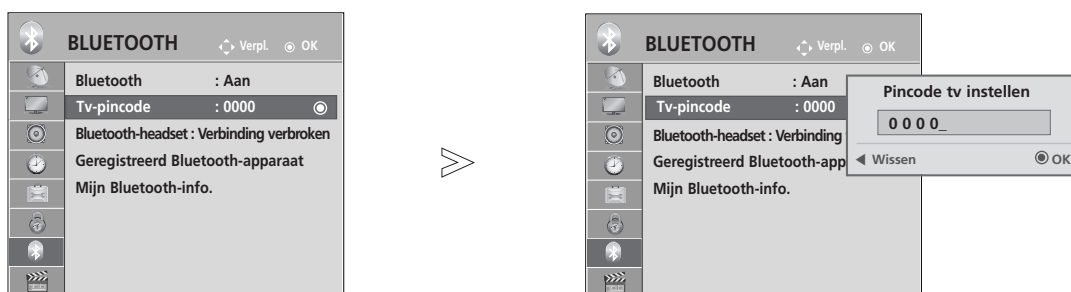 BLUETOOTH Verpl. OK
Bluetooth : Aan
Tv-pincode : 0000
Bluetooth-headset : Verbinding verbroken
Geregistreerd Bluetooth-apparaat
Mijn Bluetooth-info.
BLUETOOTH Verpl. OK
Bluetooth : Aan
Tv-pincode : 0000
Bluetooth-headset : Verbinding
Geregistreerd Bluetooth-app
Mijn Bluetooth-info.
Pincode tv instellen
0 0 0 0_
Wissen OK